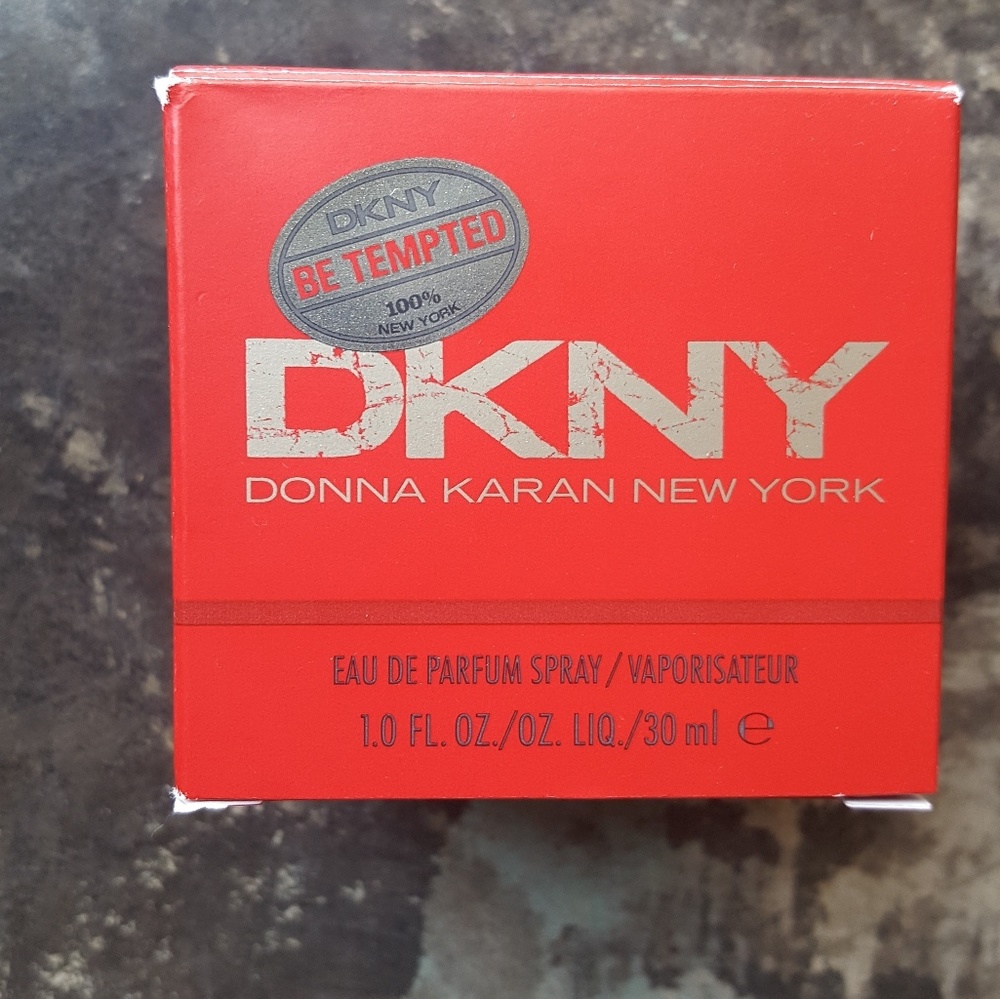 DKNY
BE TEMPTED
100%
NEW YORK
DKNY
DONNA KARAN NEW YORK
EAU DE PARFUM SPRAY / VAPORISATEUR
1.0 FL. OZ./OZ. LIQ./30 ml ℮